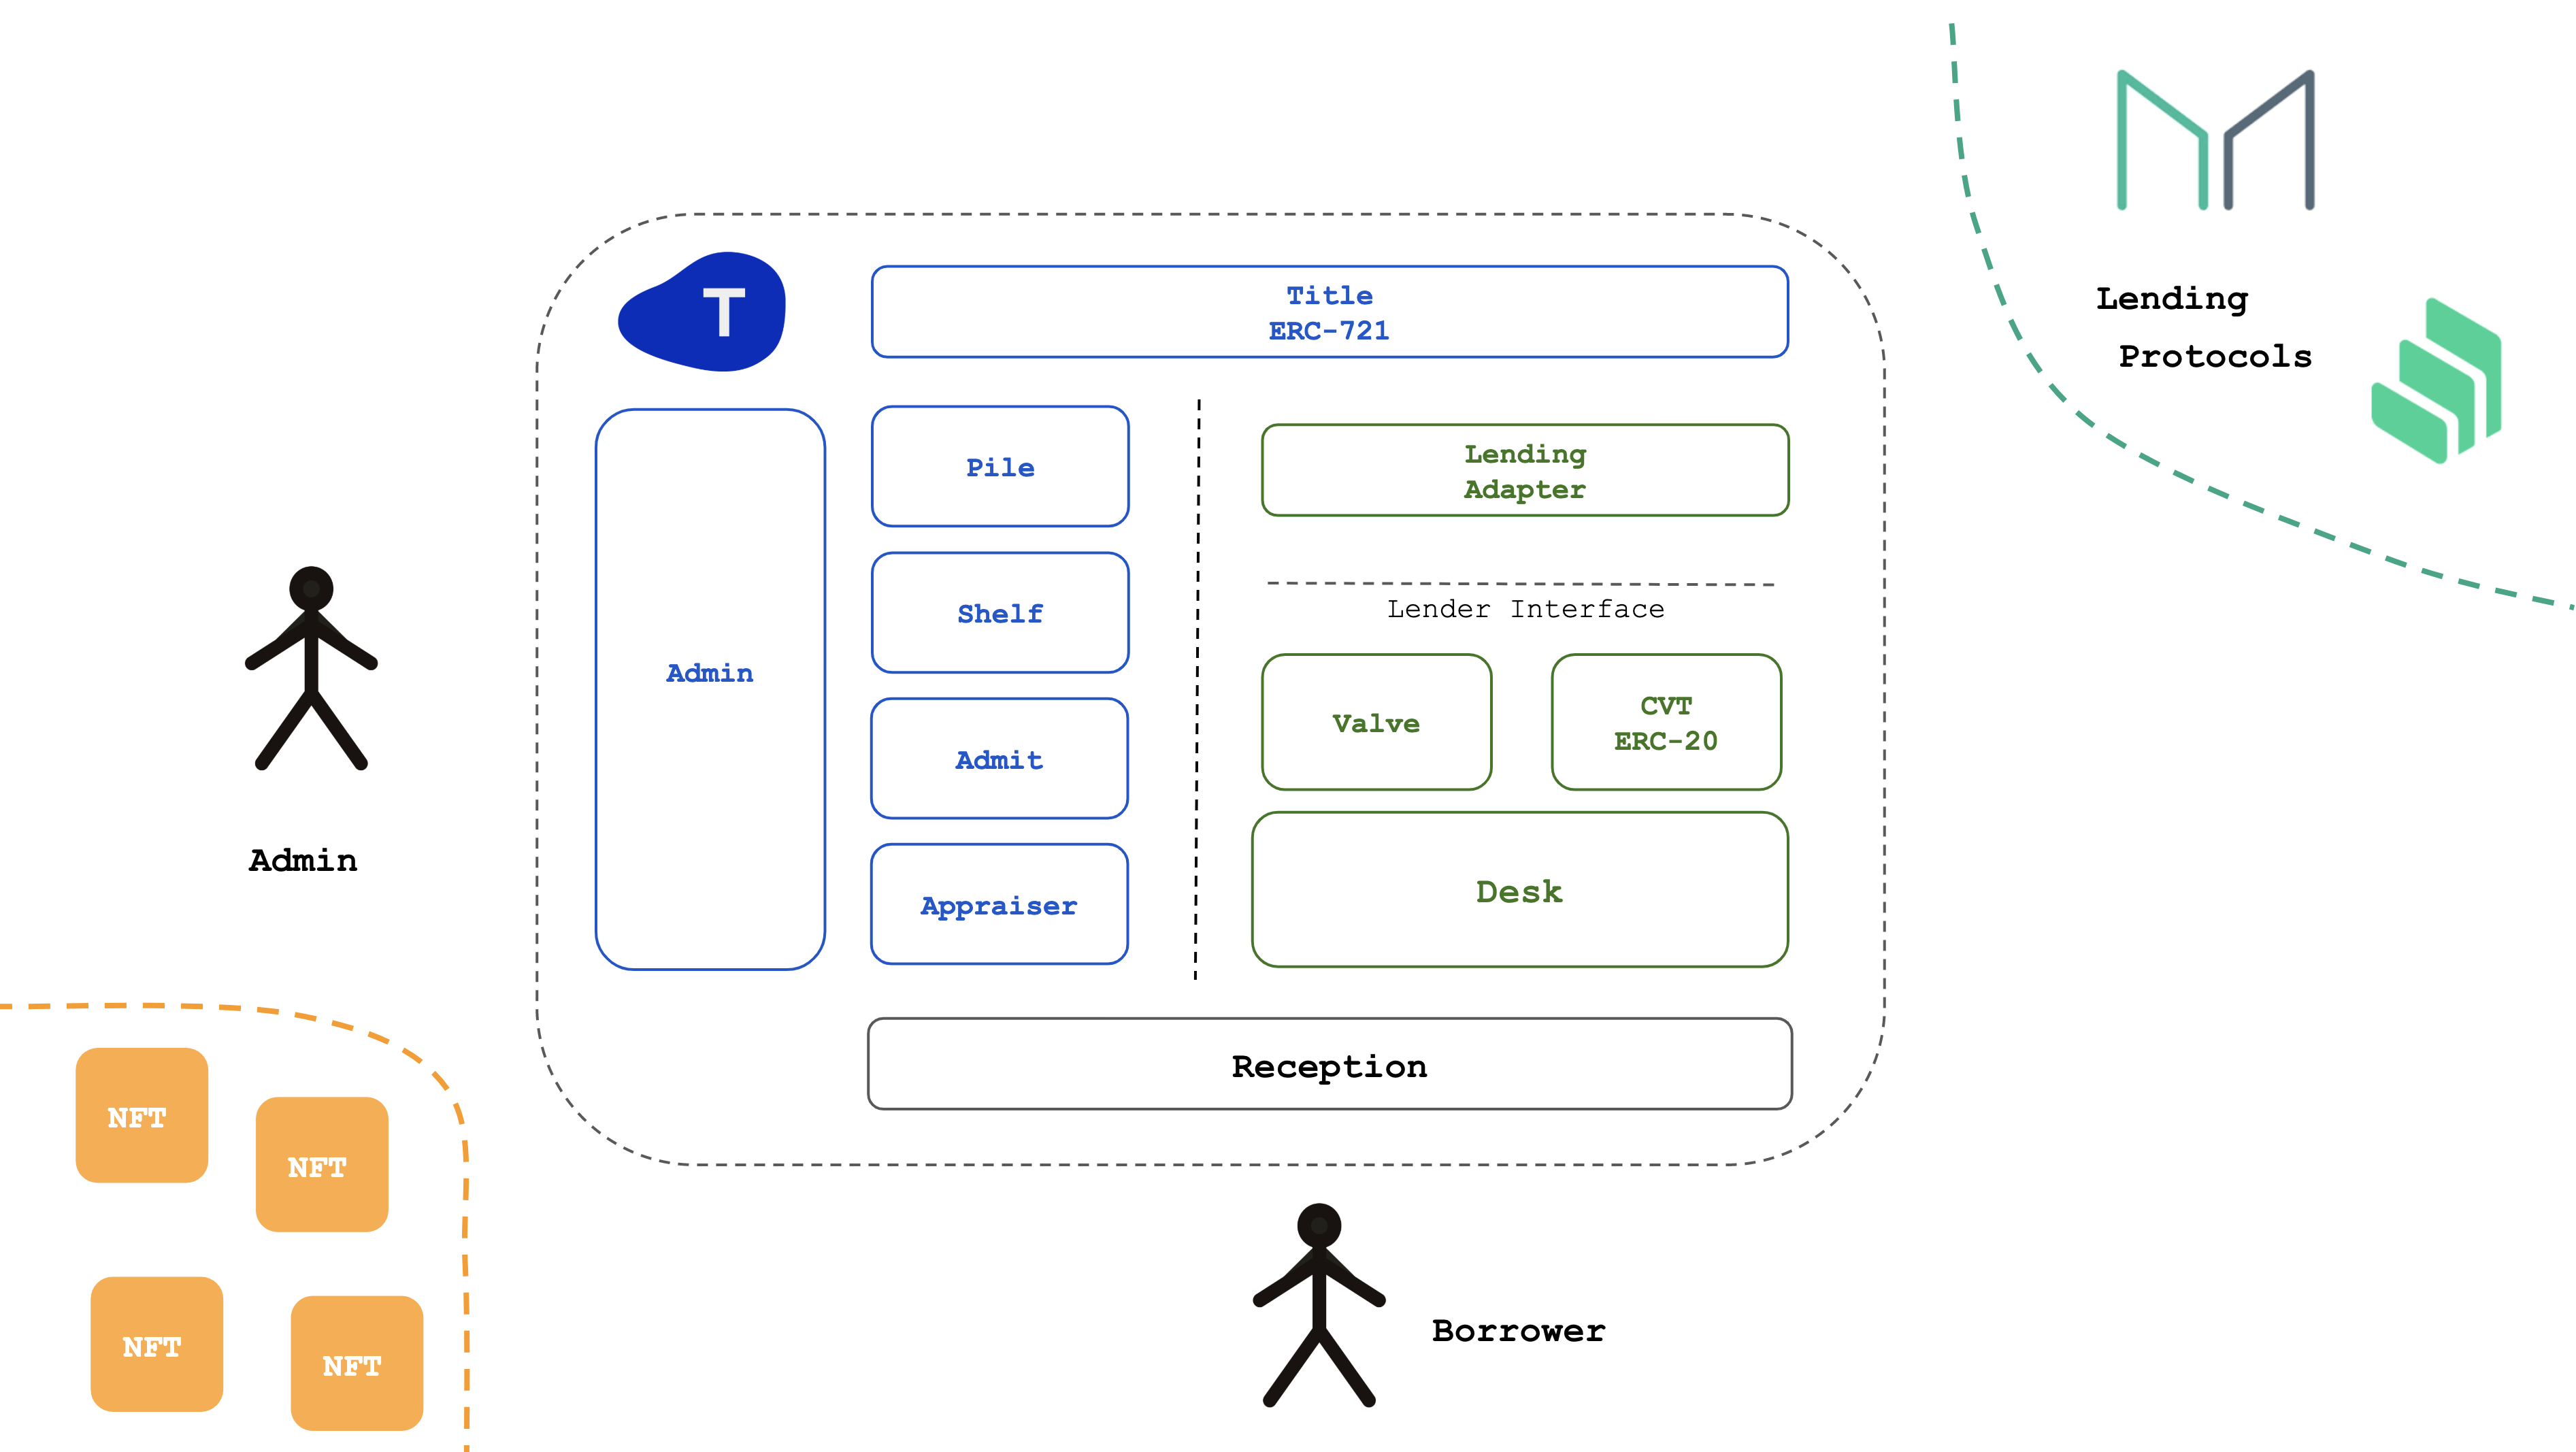 T
Title
ERC-721
Lending
Protocols
Pile
Lending
Adapter
Shelf
Lender Interface
Admin
Valve
CVT
ERC-20
Admit
Admin
Appraiser
Desk
Reception
NFT
NFT
NFT
NFT
Borrower